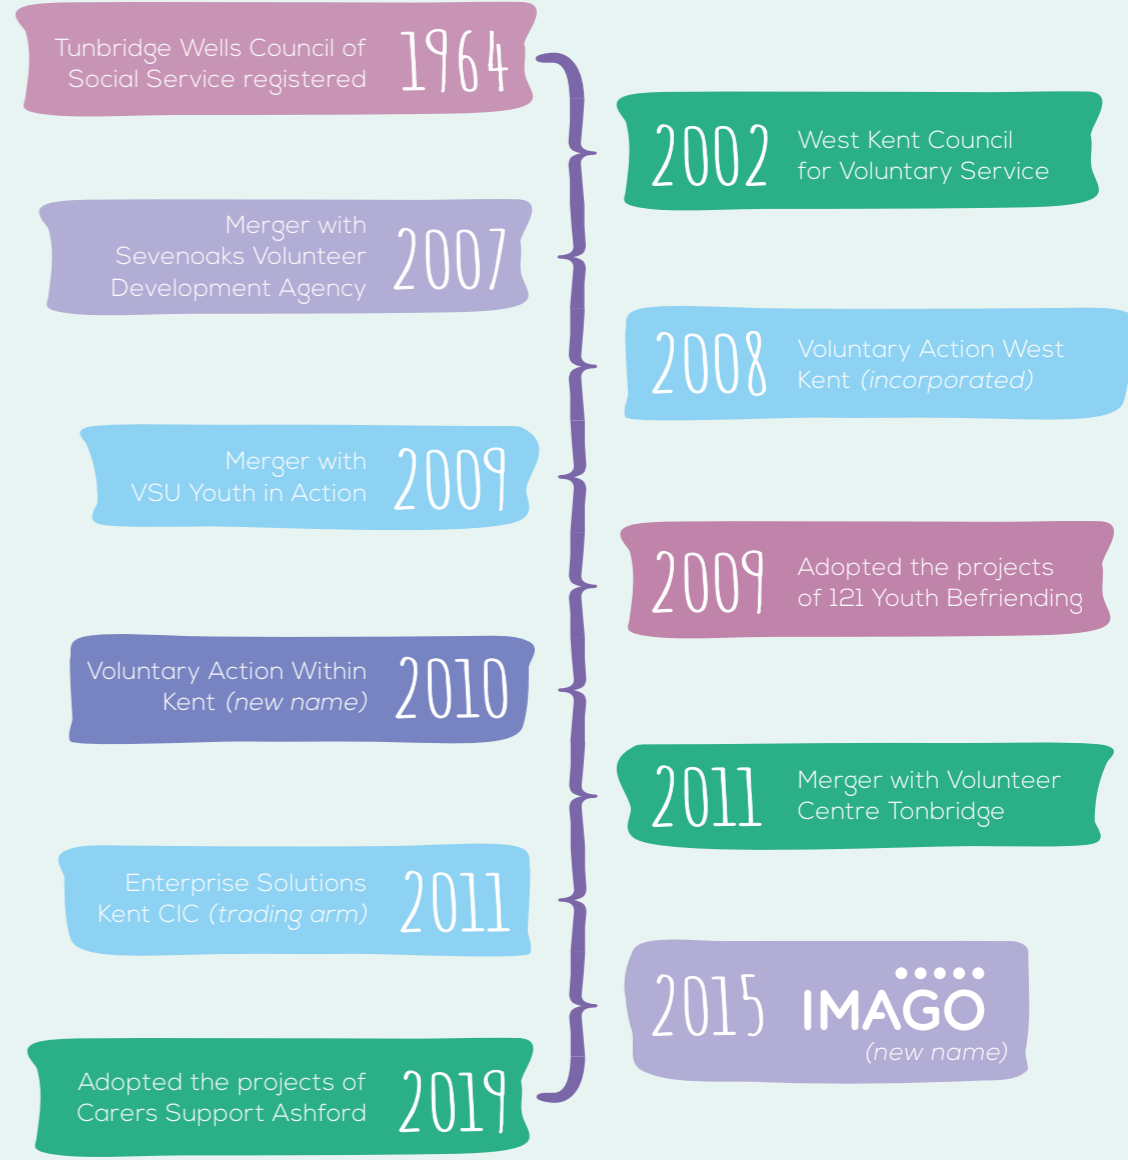 Tunbridge Wells Council of
Social Service registered
1964
2002
West Kent Council
for Voluntary Service
Merger with
Sevenoaks Volunteer
Development Agency
2007
2008
Voluntary Action West
Kent (incorporated)
Merger with
VSU Youth in Action
2009
2009
Adopted the projects
of 121 Youth Befriending
Voluntary Action Within
Kent (new name)
2010
2011
Merger with Volunteer
Centre Tonbridge
Enterprise Solutions
Kent CIC (trading arm)
2011
2015
IMAGO
(new name)
Adopted the projects of
Carers Support Ashford
2019